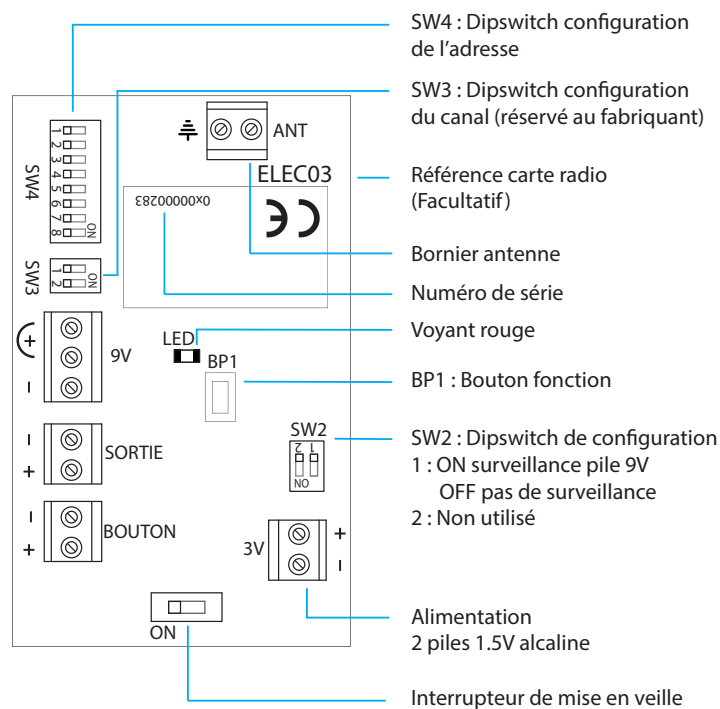 SW4 : Dipswitch configuration
de l'adresse
SW3 : Dipswitch configuration
du canal (réservé au fabriquant)
Référence carte radio
(Facultatif)
Bornier antenne
Numéro de série
Voyant rouge
BP1 : Bouton fonction
SW2 : Dipswitch de configuration
1 : ON surveillance pile 9V
OFF pas de surveillance
2 : Non utilisé
Alimentation
2 piles 1.5V alcaline
Interrupteur de mise en veille
ANT
ELEC03
0x00000283
CE
SW4
1 2 3 4 5 6 7 8
ON
SW3
1 2
ON
+
9V
-
LED
BP1
SW2
1 2
ON
-
SORTIE
+
-
BOUTON
+
3V
+
-
ON